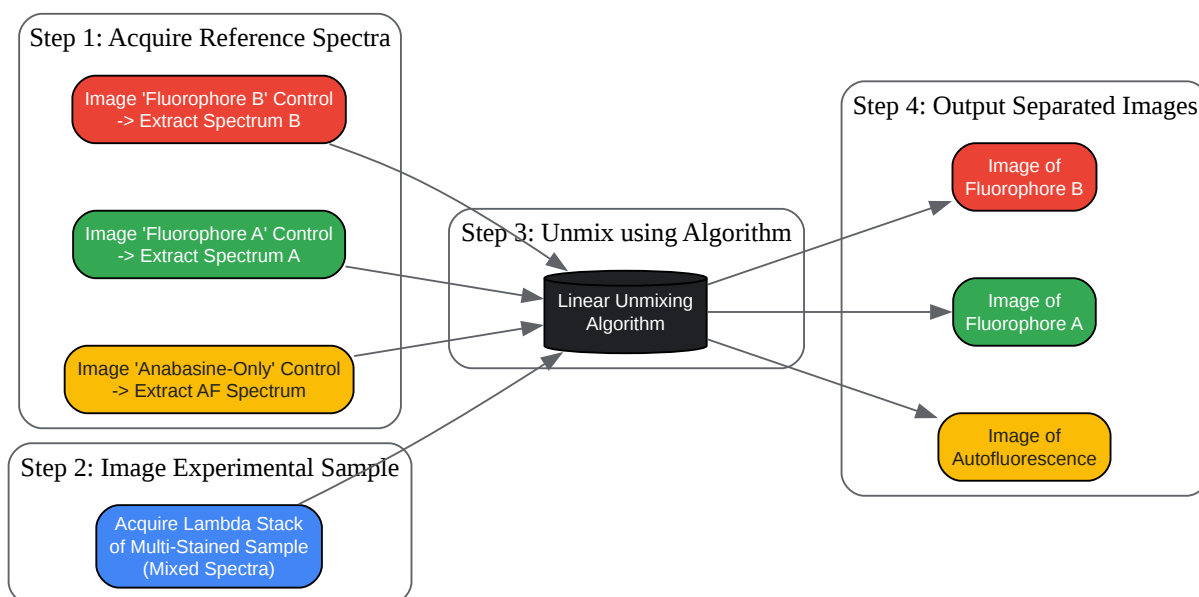 Step 1: Acquire Reference Spectra
Image 'Fluorophore B' Control
-> Extract Spectrum B
Image 'Fluorophore A' Control
-> Extract Spectrum A
Image 'Anabasine-Only' Control
-> Extract AF Spectrum
Step 2: Image Experimental Sample
Acquire Lambda Stack
of Multi-Stained Sample
(Mixed Spectra)
Step 3: Unmix using Algorithm
Linear Unmixing
Algorithm
Step 4: Output Separated Images
Image of
Fluorophore B
Image of
Fluorophore A
Image of
Autofluorescence